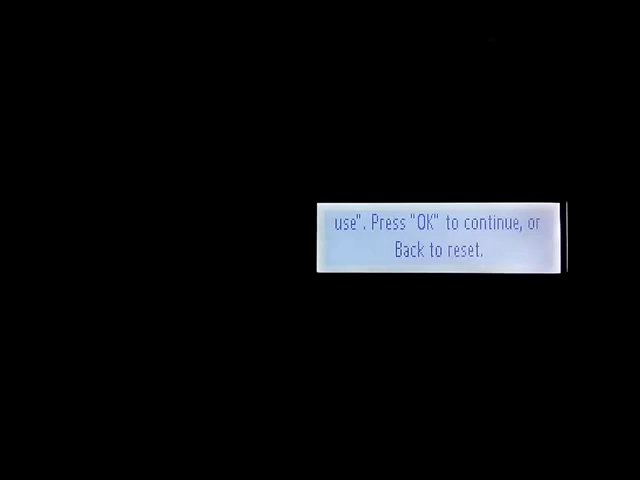 use". Press "OK" to continue, or
Back to reset.